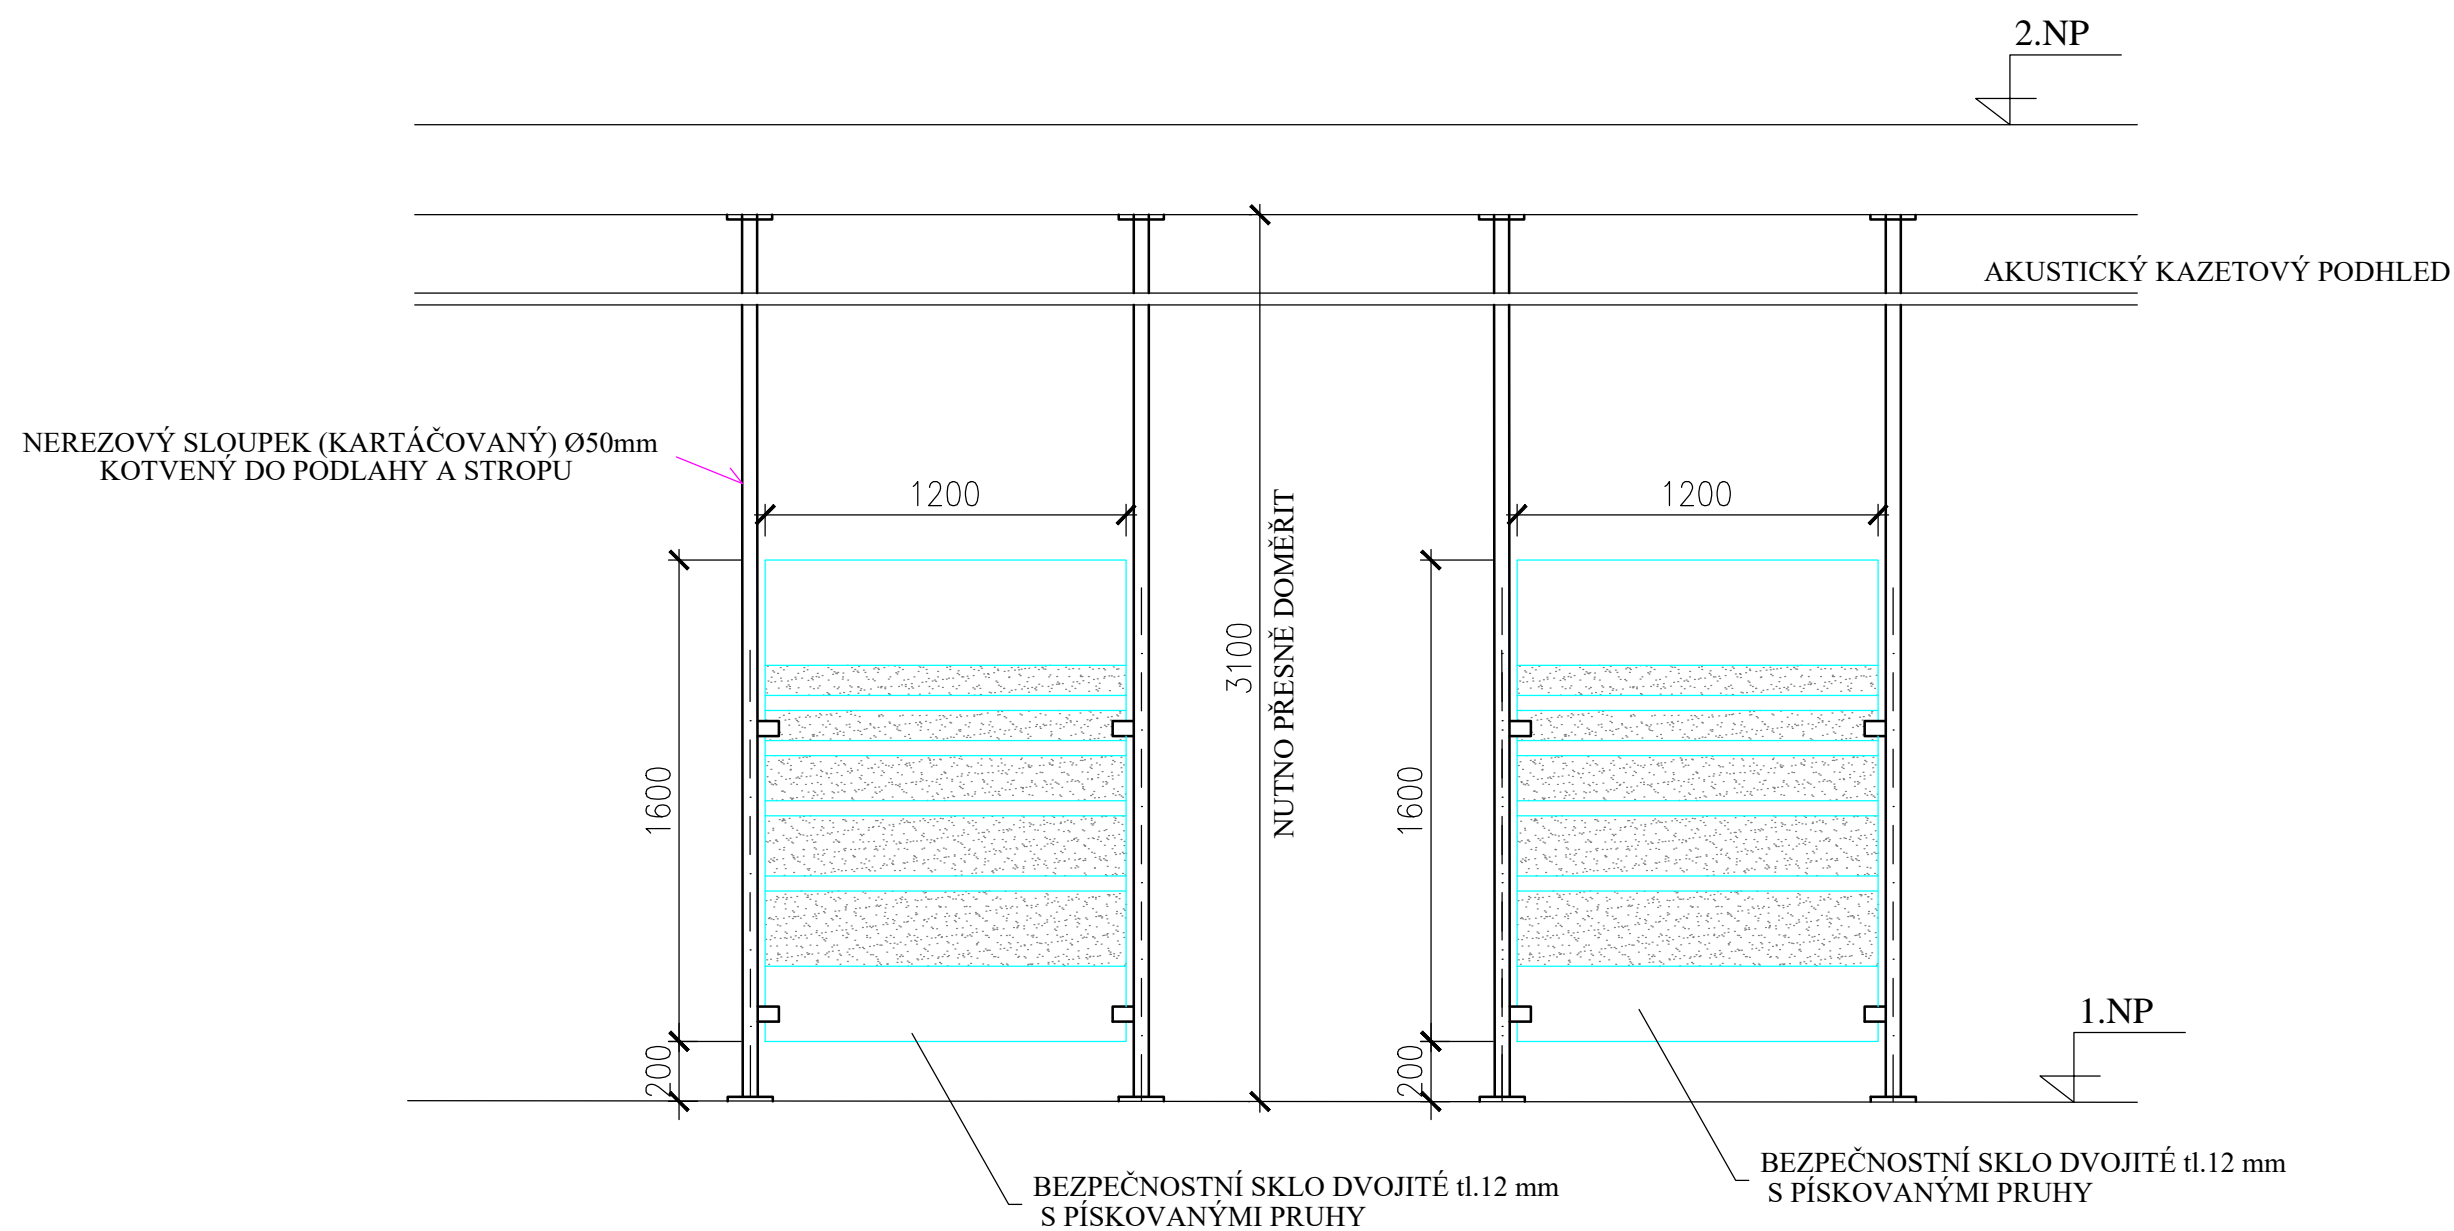 2.NP
AKUSTICKÝ KAZETOVÝ PODHLED
NEREZOVÝ SLOUPEK (KARTÁČOVANÝ) Ø50mm
KOTVENÝ DO PODLAHY A STROPU
1200
1200
1600
3100
NUTNO PŘESNĚ DOMĚŘIT
1600
200
200
1.NP
BEZPEČNOSTNÍ SKLO DVOJITÉ tl.12 mm
S PÍSKOVANÝMI PRUHY
BEZPEČNOSTNÍ SKLO DVOJITÉ tl.12 mm
S PÍSKOVANÝMI PRUHY